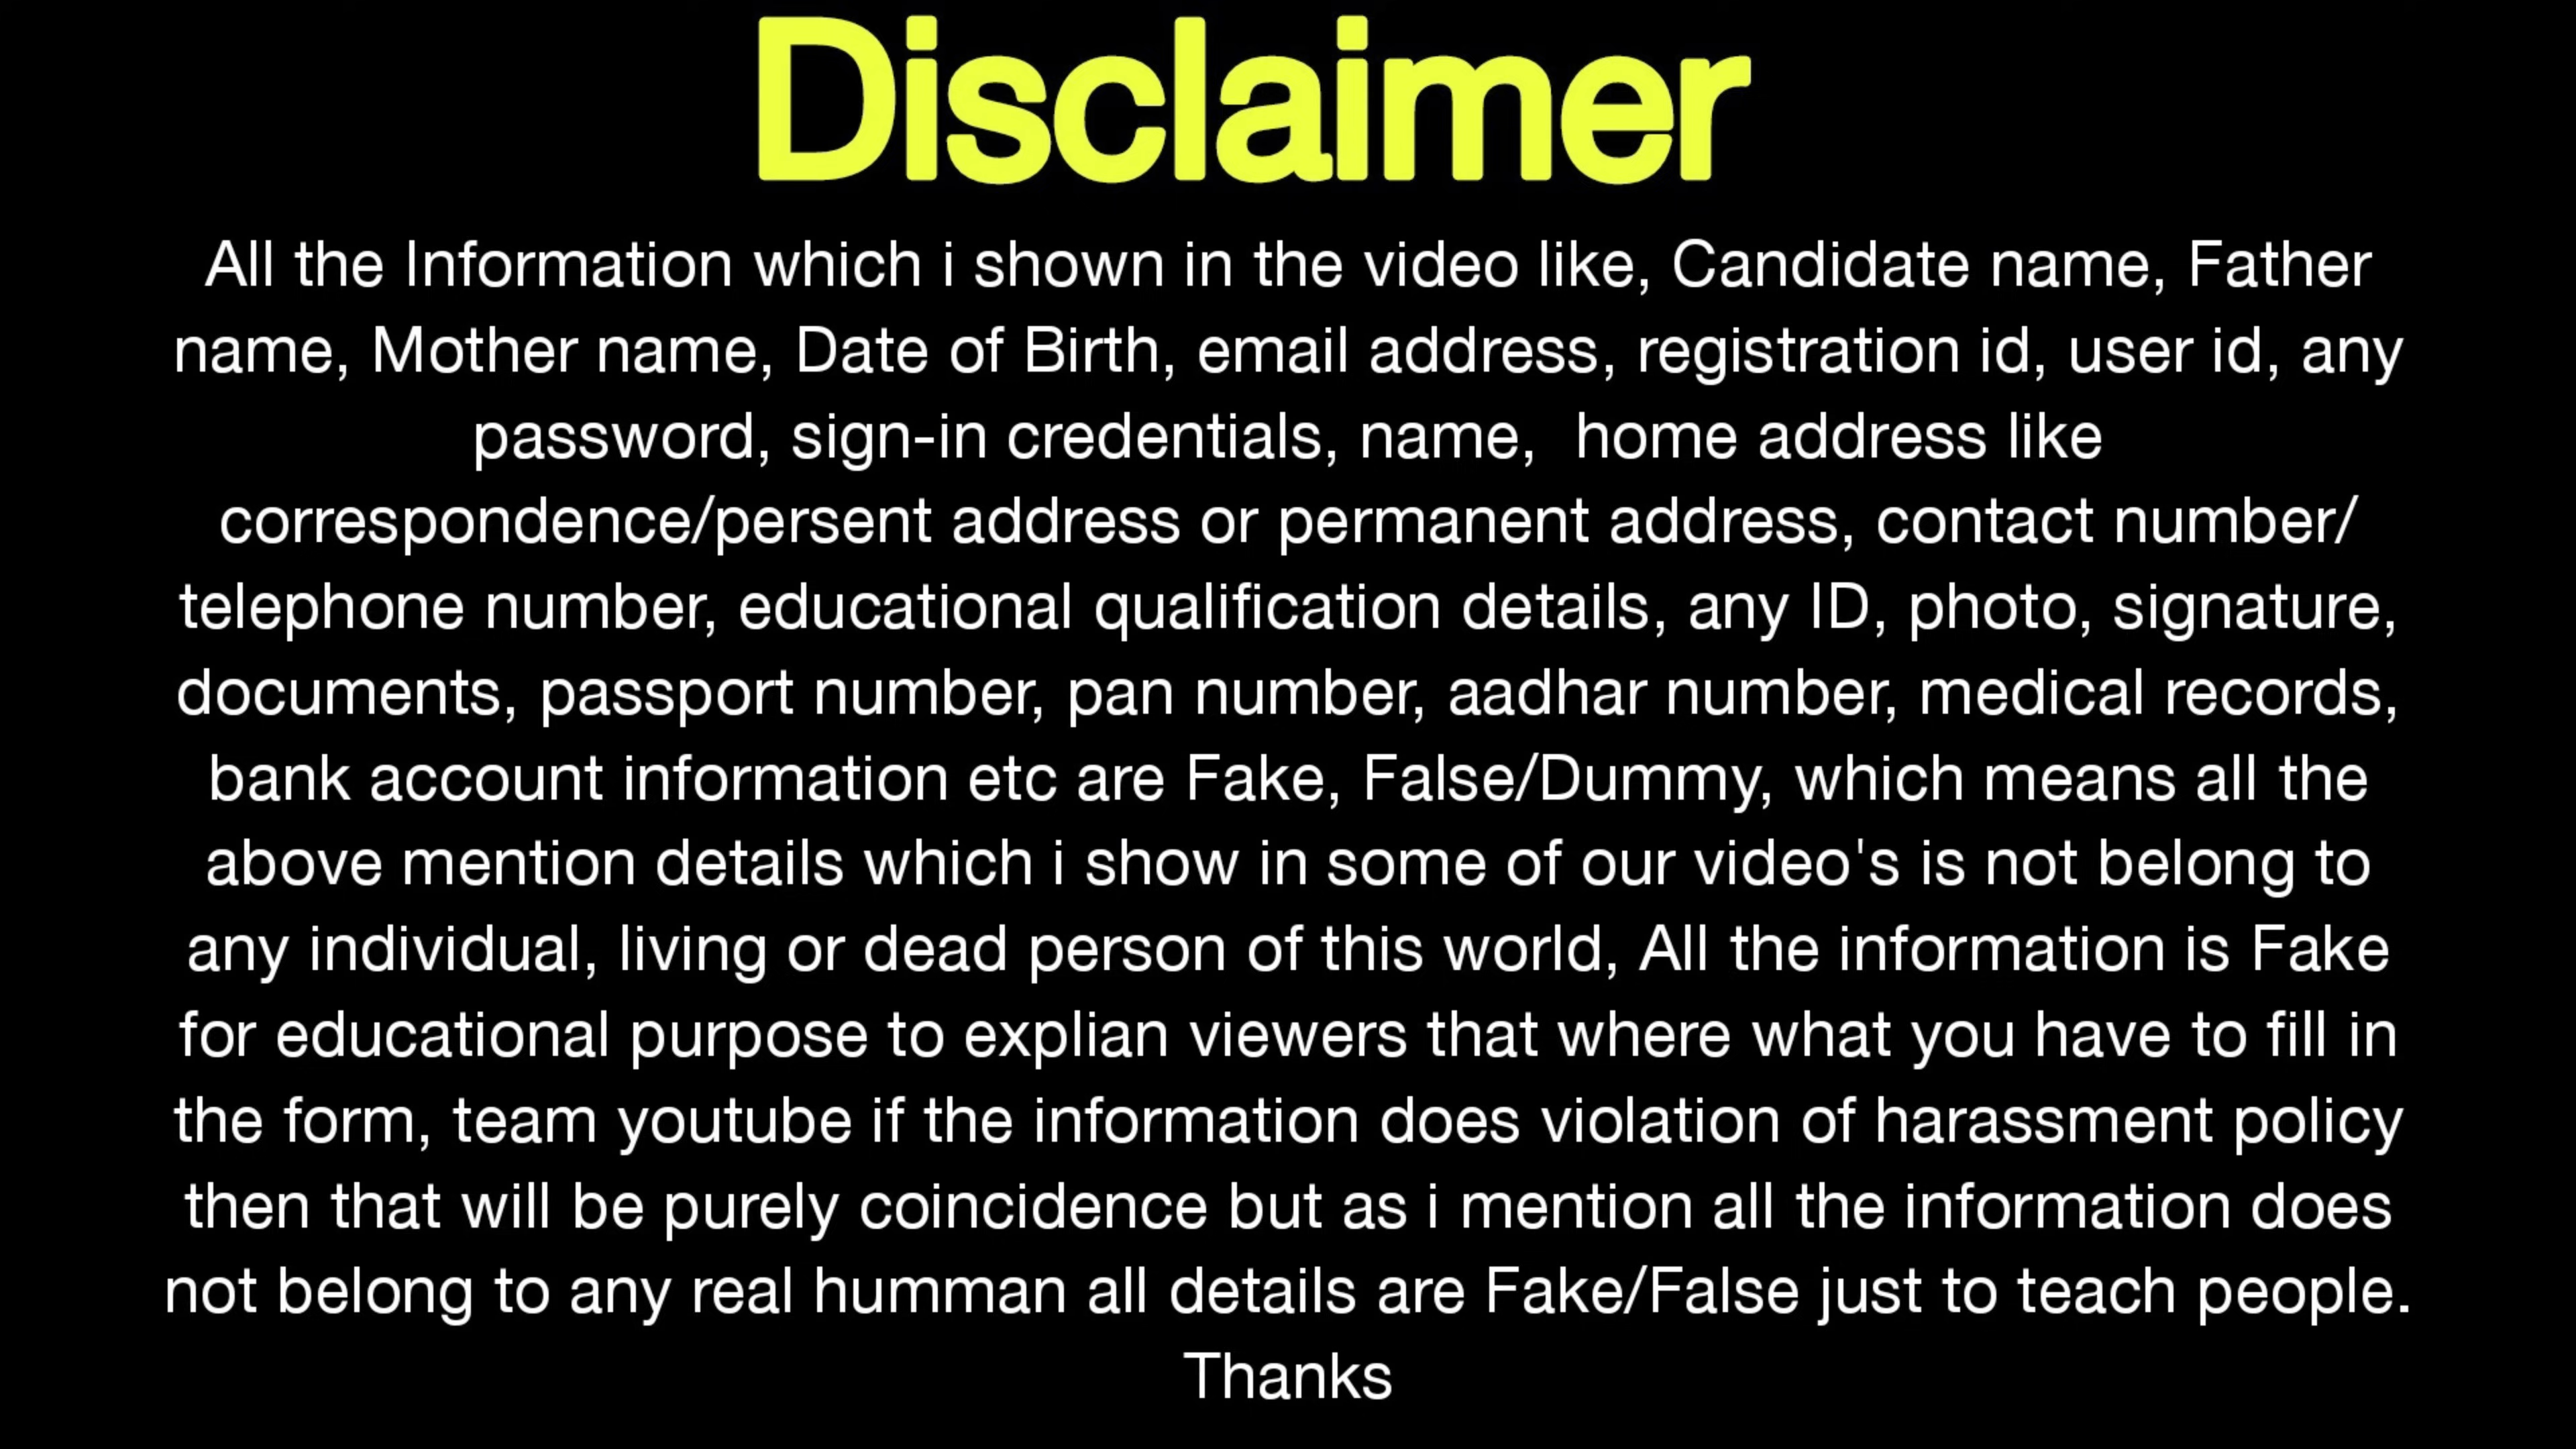 Disclaimer
All the Information which i shown in the video like, Candidate name, Father
name, Mother name, Date of Birth, email address, registration id, user id, any
password, sign-in credentials, name,  home address like
correspondence/persent address or permanent address, contact number/
telephone number, educational qualification details, any ID, photo, signature,
documents, passport number, pan number, aadhar number, medical records,
bank account information etc are Fake, False/Dummy, which means all the
above mention details which i show in some of our video's is not belong to
any individual, living or dead person of this world, All the information is Fake
for educational purpose to explian viewers that where what you have to fill in
the form, team youtube if the information does violation of harassment policy
then that will be purely coincidence but as i mention all the information does
not belong to any real humman all details are Fake/False just to teach people.
Thanks